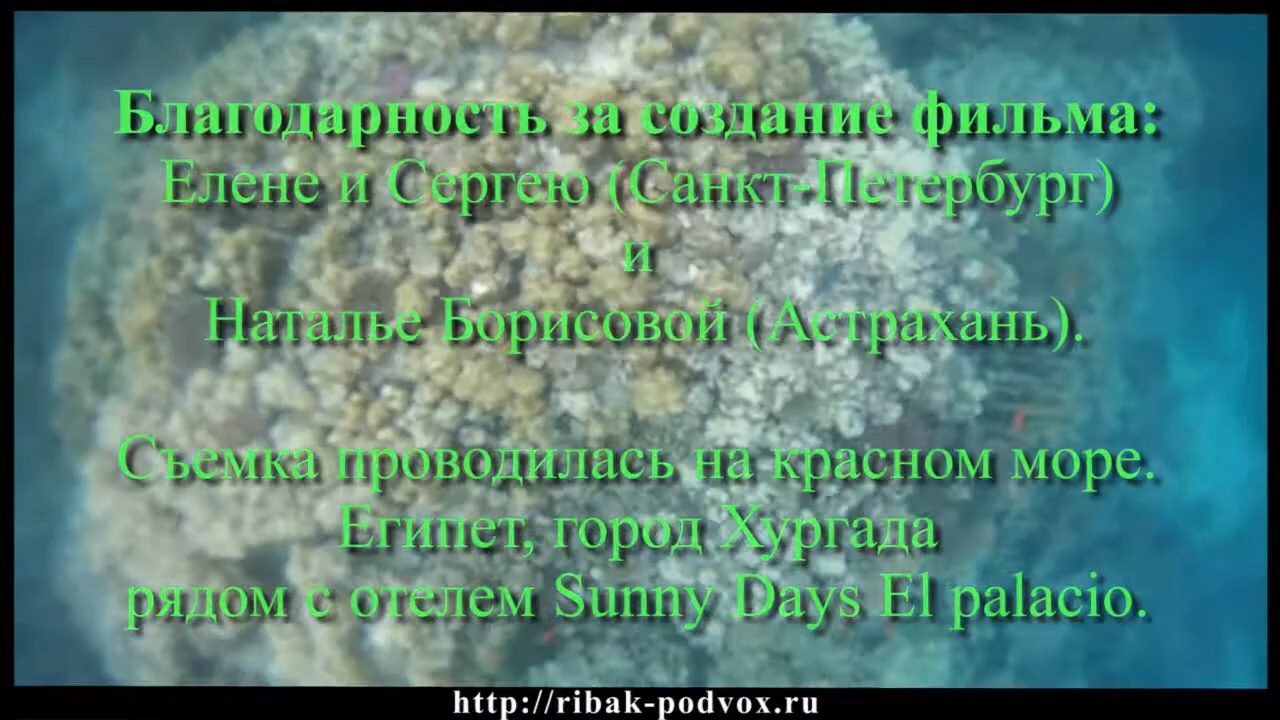 Благодарность за создание фильма:
Елене и Сергею (Санкт-Петербург)
и
Наталье Борисовой (Астрахань).
Съемка проводилась на красном море.
Египет, город Хургада
рядом с отелем Sunny Days El palacio.
http://ribak-podvox.ru